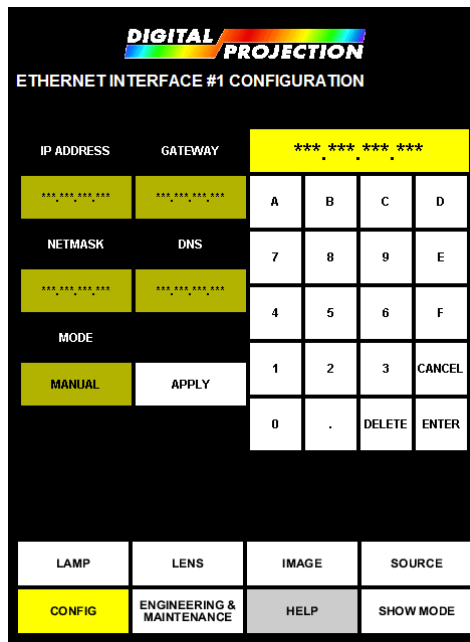 DIGITAL
PROJECTION
ETHERNET INTERFACE #1 CONFIGURATION
IP ADDRESS
GATEWAY
***.***.***.***
***.***.***.***
***.***.***.***
A
B
C
D
NETMASK
DNS
7
8
9
E
***.***.***.***
***.***.***.***
4
5
6
F
MODE
MANUAL
APPLY
1
2
3
CANCEL
0
.
DELETE
ENTER
LAMP
LENS
IMAGE
SOURCE
CONFIG
ENGINEERING &
MAINTENANCE
HELP
SHOW MODE